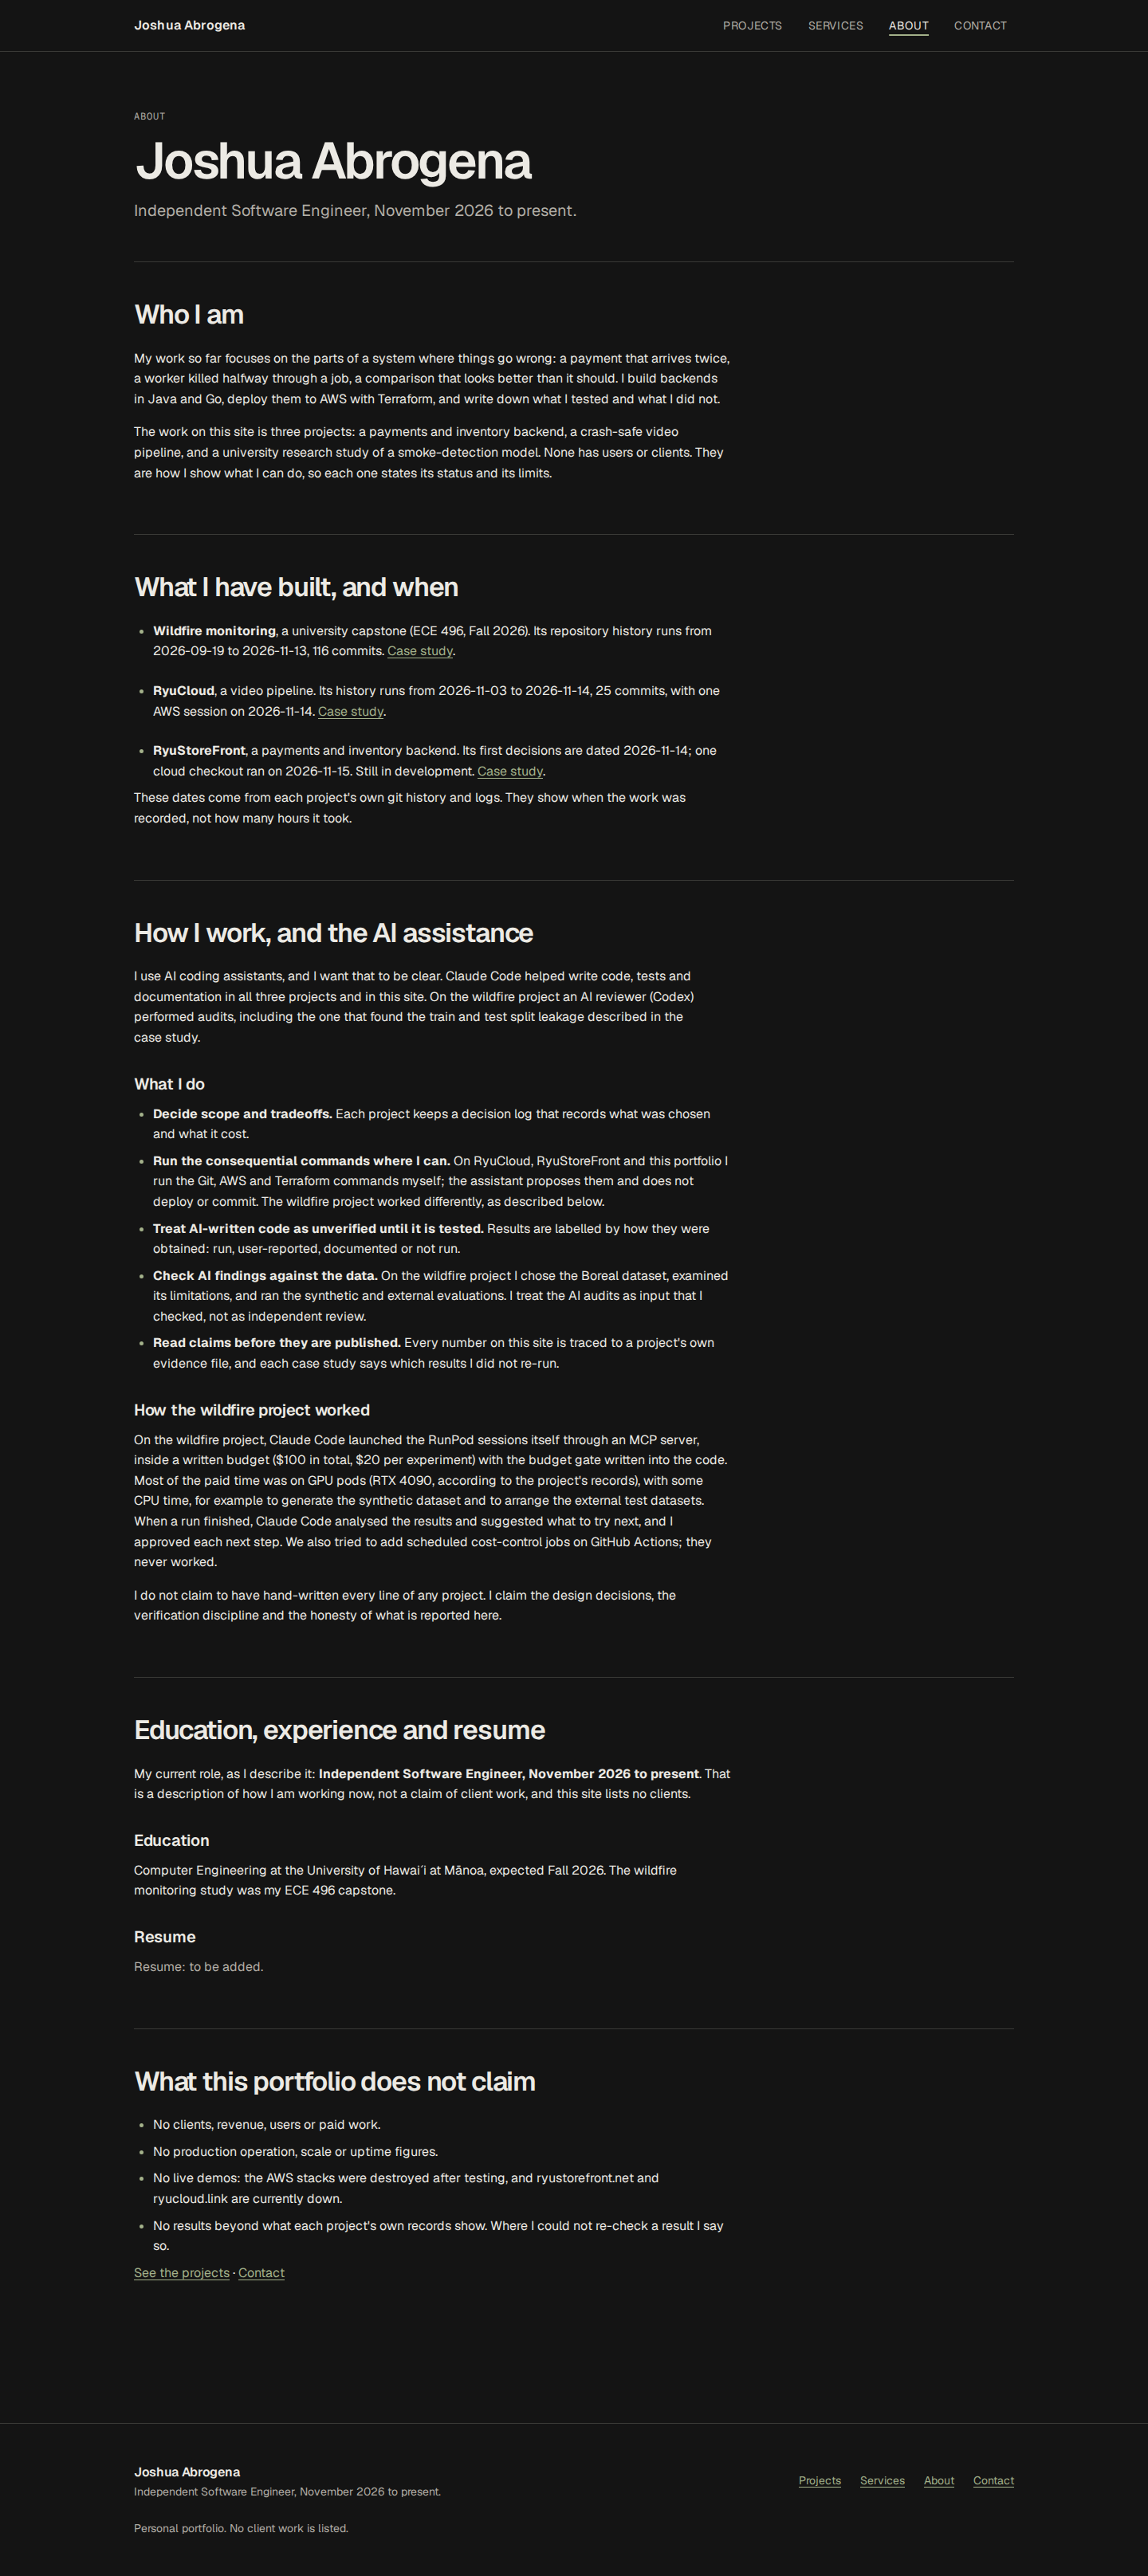 Joshua Abrogena
PROJECTS SERVICES ABOUT CONTACT
ABOUT
Joshua Abrogena
Independent Software Engineer, November 2026 to present.
Who I am
My work so far focuses on the parts of a system where things go wrong: a payment that arrives twice,
a worker killed halfway through a job, a comparison that looks better than it should. I build backends
in Java and Go, deploy them to AWS with Terraform, and write down what I tested and what I did not.
The work on this site is three projects: a payments and inventory backend, a crash-safe video
pipeline, and a university research study of a smoke-detection model. None has users or clients. They
are how I show what I can do, so each one states its status and its limits.
What I have built, and when
• Wildfire monitoring, a university capstone (ECE 496, Fall 2026). Its repository history runs from
2026-09-19 to 2026-11-13, 116 commits. Case study.
• RyuCloud, a video pipeline. Its history runs from 2026-11-03 to 2026-11-14, 25 commits, with one
AWS session on 2026-11-14. Case study.
• RyuStoreFront, a payments and inventory backend. Its first decisions are dated 2026-11-14; one
cloud checkout ran on 2026-11-15. Still in development. Case study.
These dates come from each project's own git history and logs. They show when the work was
recorded, not how many hours it took.
How I work, and the AI assistance
I use AI coding assistants, and I want that to be clear. Claude Code helped write code, tests and
documentation in all three projects and in this site. On the wildfire project an AI reviewer (Codex)
performed audits, including the one that found the train and test split leakage described in the
case study.
What I do
• Decide scope and tradeoffs. Each project keeps a decision log that records what was chosen
and what it cost.
• Run the consequential commands where I can. On RyuCloud, RyuStoreFront and this portfolio I
run the Git, AWS and Terraform commands myself; the assistant proposes them and does not
deploy or commit. The wildfire project worked differently, as described below.
• Treat AI-written code as unverified until it is tested. Results are labelled by how they were
obtained: run, user-reported, documented or not run.
• Check AI findings against the data. On the wildfire project I chose the Boreal dataset, examined
its limitations, and ran the synthetic and external evaluations. I treat the AI audits as input that I
checked, not as independent review.
• Read claims before they are published. Every number on this site is traced to a project's own
evidence file, and each case study says which results I did not re-run.
How the wildfire project worked
On the wildfire project, Claude Code launched the RunPod sessions itself through an MCP server,
inside a written budget ($100 in total, $20 per experiment) with the budget gate written into the code.
Most of the paid time was on GPU pods (RTX 4090, according to the project's records), with some
CPU time, for example to generate the synthetic dataset and to arrange the external test datasets.
When a run finished, Claude Code analysed the results and suggested what to try next, and I
approved each next step. We also tried to add scheduled cost-control jobs on GitHub Actions; they
never worked.
I do not claim to have hand-written every line of any project. I claim the design decisions, the
verification discipline and the honesty of what is reported here.
Education, experience and resume
My current role, as I describe it: Independent Software Engineer, November 2026 to present. That
is a description of how I am working now, not a claim of client work, and this site lists no clients.
Education
Computer Engineering at the University of Hawaiʻi at Mānoa, expected Fall 2026. The wildfire
monitoring study was my ECE 496 capstone.
Resume
Resume: to be added.
What this portfolio does not claim
• No clients, revenue, users or paid work.
• No production operation, scale or uptime figures.
• No live demos: the AWS stacks were destroyed after testing, and ryustorefront.net and
ryucloud.link are currently down.
• No results beyond what each project's own records show. Where I could not re-check a result I say
so.
See the projects · Contact
Joshua Abrogena
Independent Software Engineer, November 2026 to present.
Projects Services About Contact
Personal portfolio. No client work is listed.